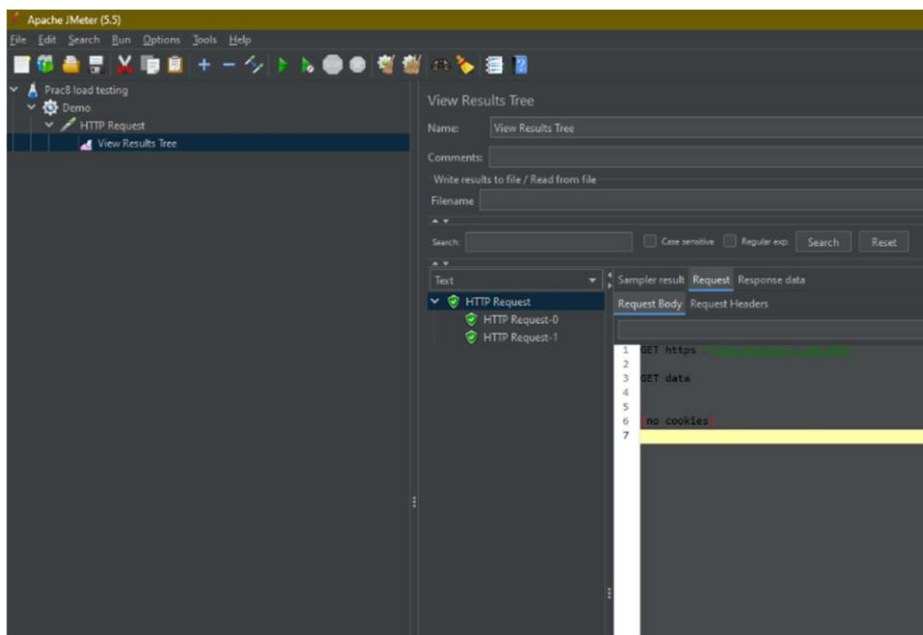 Apache JMeter (5.5)
File Edit Search Run Options Tools Help
Prac8 load testing
Demo
HTTP Request
View Results Tree
View Results Tree
Name: View Results Tree
Comments:
Write results to file / Read from file
Filename
Search: Case sensitive Regular exp. Search Reset
Text
HTTP Request
HTTP Request-0
HTTP Request-1
Sampler result Request Response data
Request Body Request Headers
1 GET https
2
3 GET data
4
5
6 [no cookies]
7